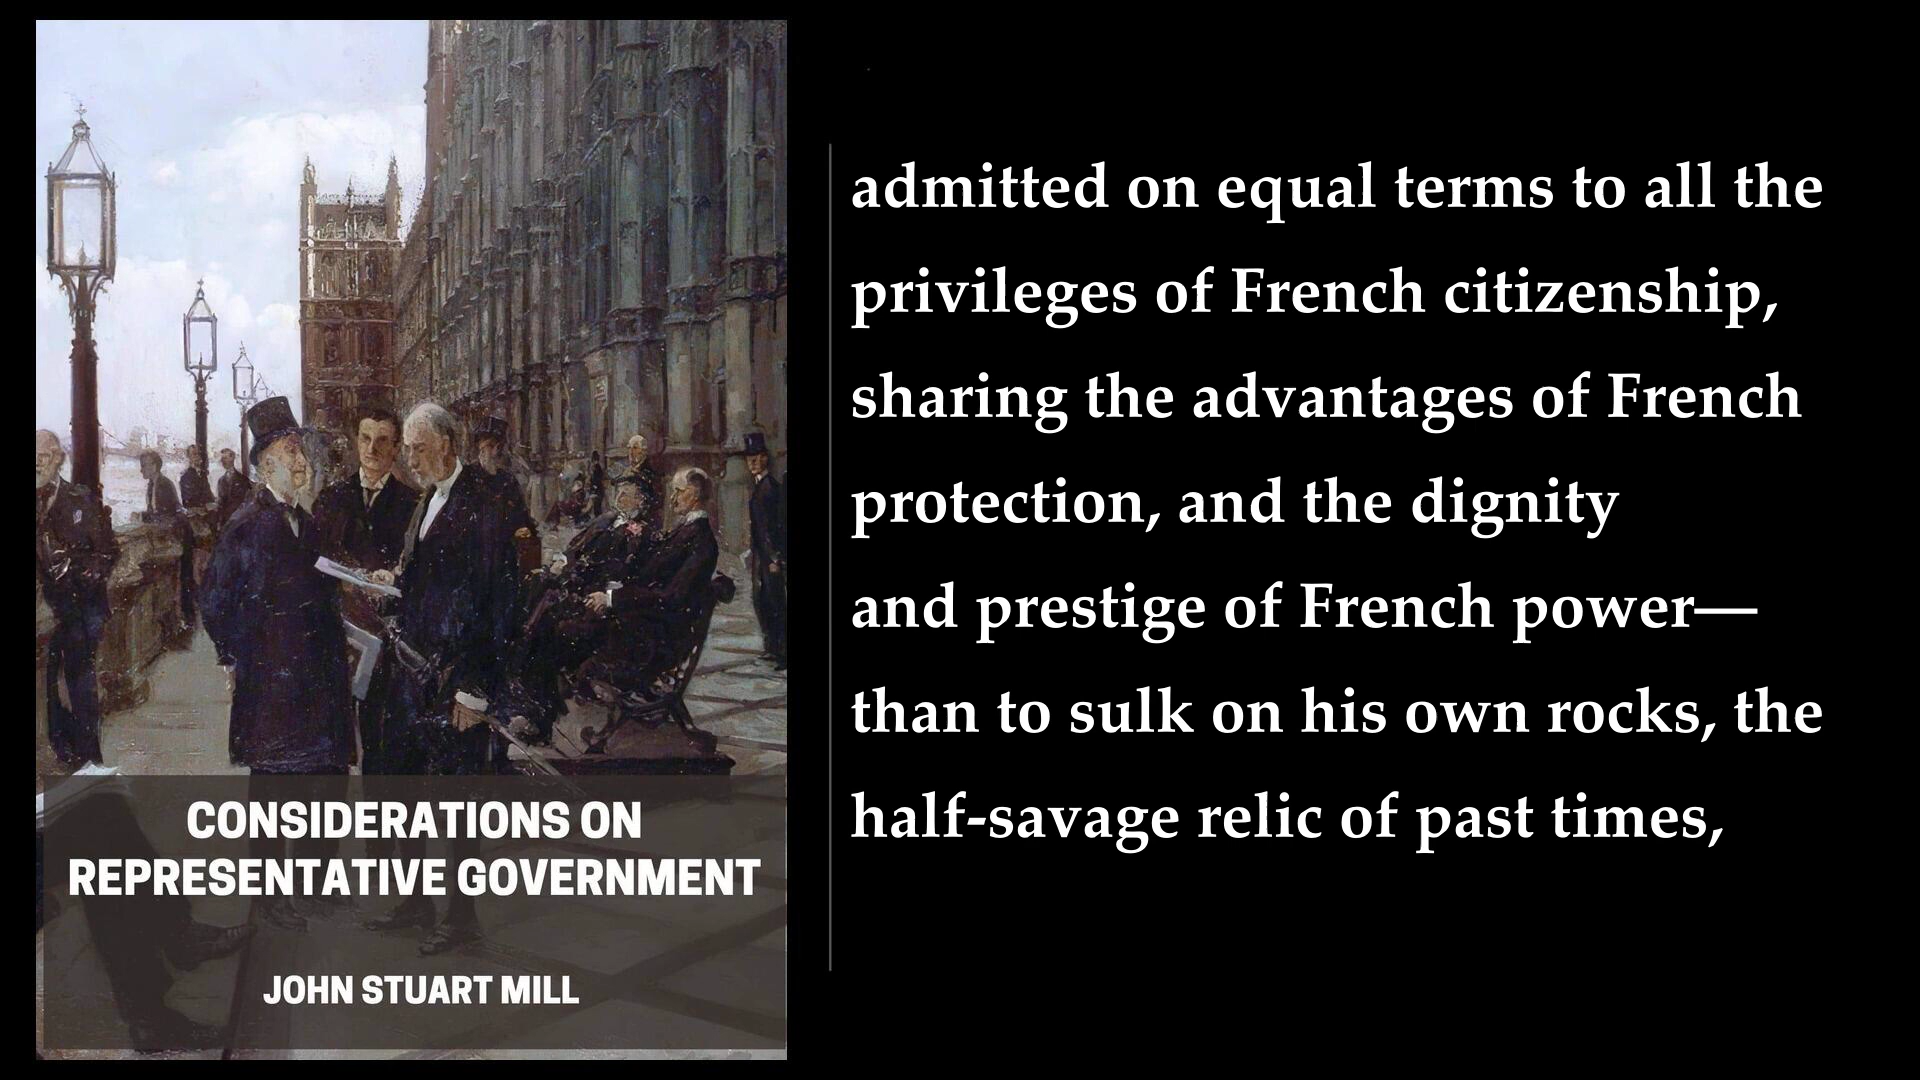 CONSIDERATIONS ON
REPRESENTATIVE GOVERNMENT
JOHN STUART MILL
admitted on equal terms to all the
privileges of French citizenship,
sharing the advantages of French
protection, and the dignity
and prestige of French power—
than to sulk on his own rocks, the
half-savage relic of past times,